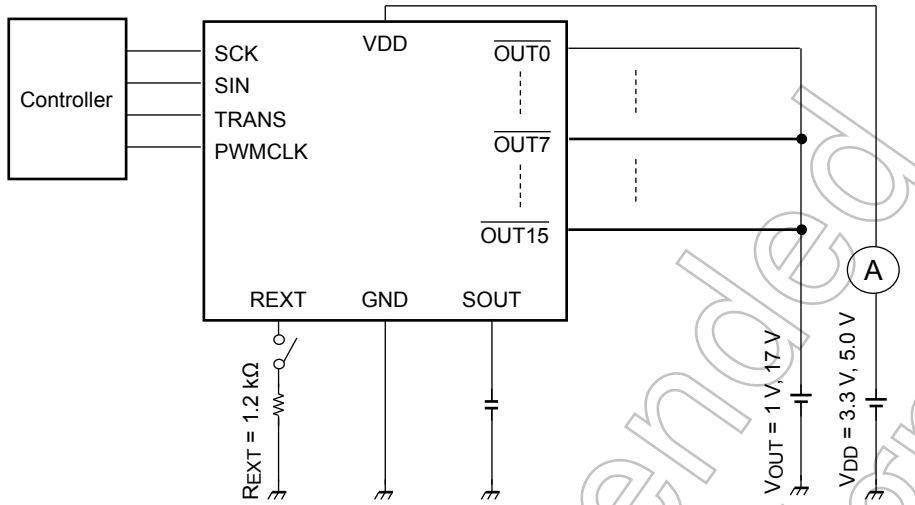 Controller
SCK
SIN
TRANS
PWMCLK
VDD
OUT0
OUT7
OUT15
REXT
GND
SOUT
A
REXT = 1.2 kΩ
VOUT = 1 V, 17 V
VDD = 3.3 V, 5.0 V
ended